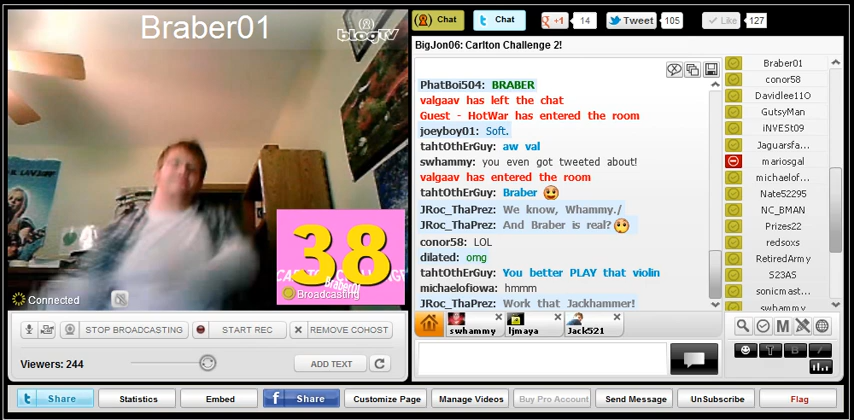 Braber01
blogTV
38
Connected
Broadcasting
STOP BROADCASTING
START REC
REMOVE COHOST
Viewers: 244
ADD TEXT
Chat
Chat
+1
14
Tweet
105
Like
127
BigJon06: Carlton Challenge 2!
PhatBoi504: BRABER
valgaav has left the chat
Guest - HotWar has entered the room
joeyboy01: Soft.
tahtOthErGuy: aw val
swhammy: you even got tweeted about!
valgaav has entered the room
tahtOthErGuy: Braber
JRoc_ThaPrez: We know, Whammy./
JRoc_ThaPrez: And Braber is real?
conor58: LOL
dilated: omg
tahtOthErGuy: You better PLAY that violin
michaelofiowa: hmmm
JRoc_ThaPrez: Work that Jackhammer!
swhammy
ljmaya
Jack521
Braber01
conor58
Davidlee11O
GutsyMan
iNVESt09
Jaguarsfa...
mariosgal
michaelof...
Nate52295
NC_BMAN
Prizes22
redsoxs
RetiredArmy
S23AS
sonicmast...
swhammy
M
T
B
I
Share
Statistics
Embed
Share
Customize Page
Manage Videos
Buy Pro Account
Send Message
UnSubscribe
Flag